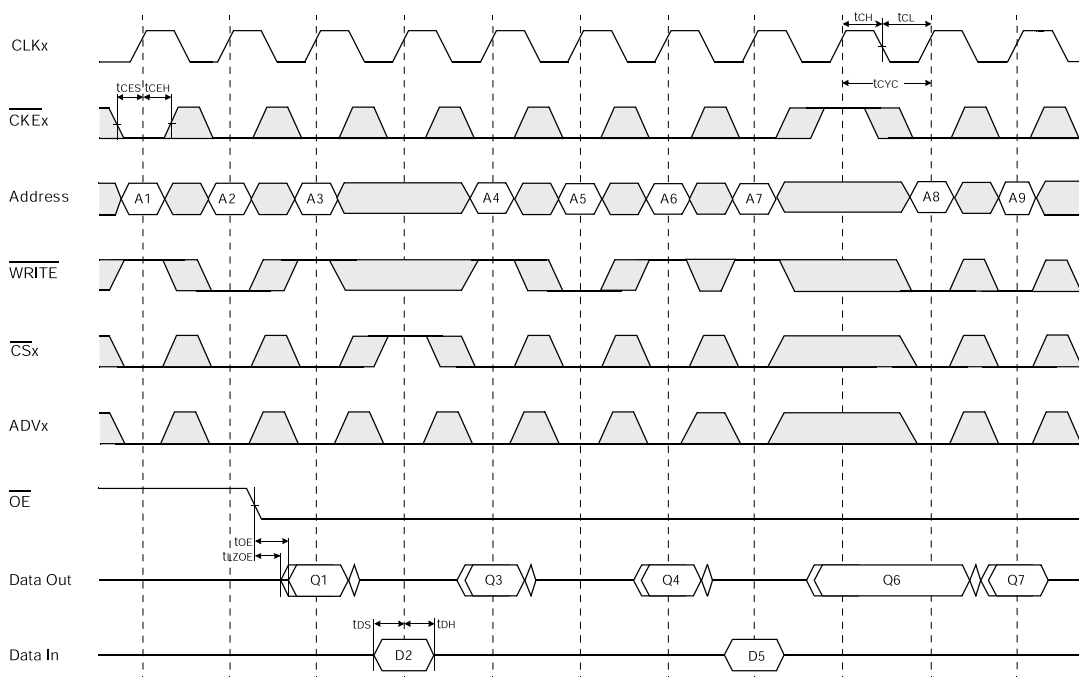 CLKx
tCH
tCL
tCYC
CKEx
tCES
tCEH
Address
A1
A2
A3
A4
A5
A6
A7
A8
A9
WRITE
CSx
ADVx
OE
tOE
tLZOE
Data Out
Q1
Q3
Q4
Q6
Q7
tDS
tDH
Data In
D2
D5